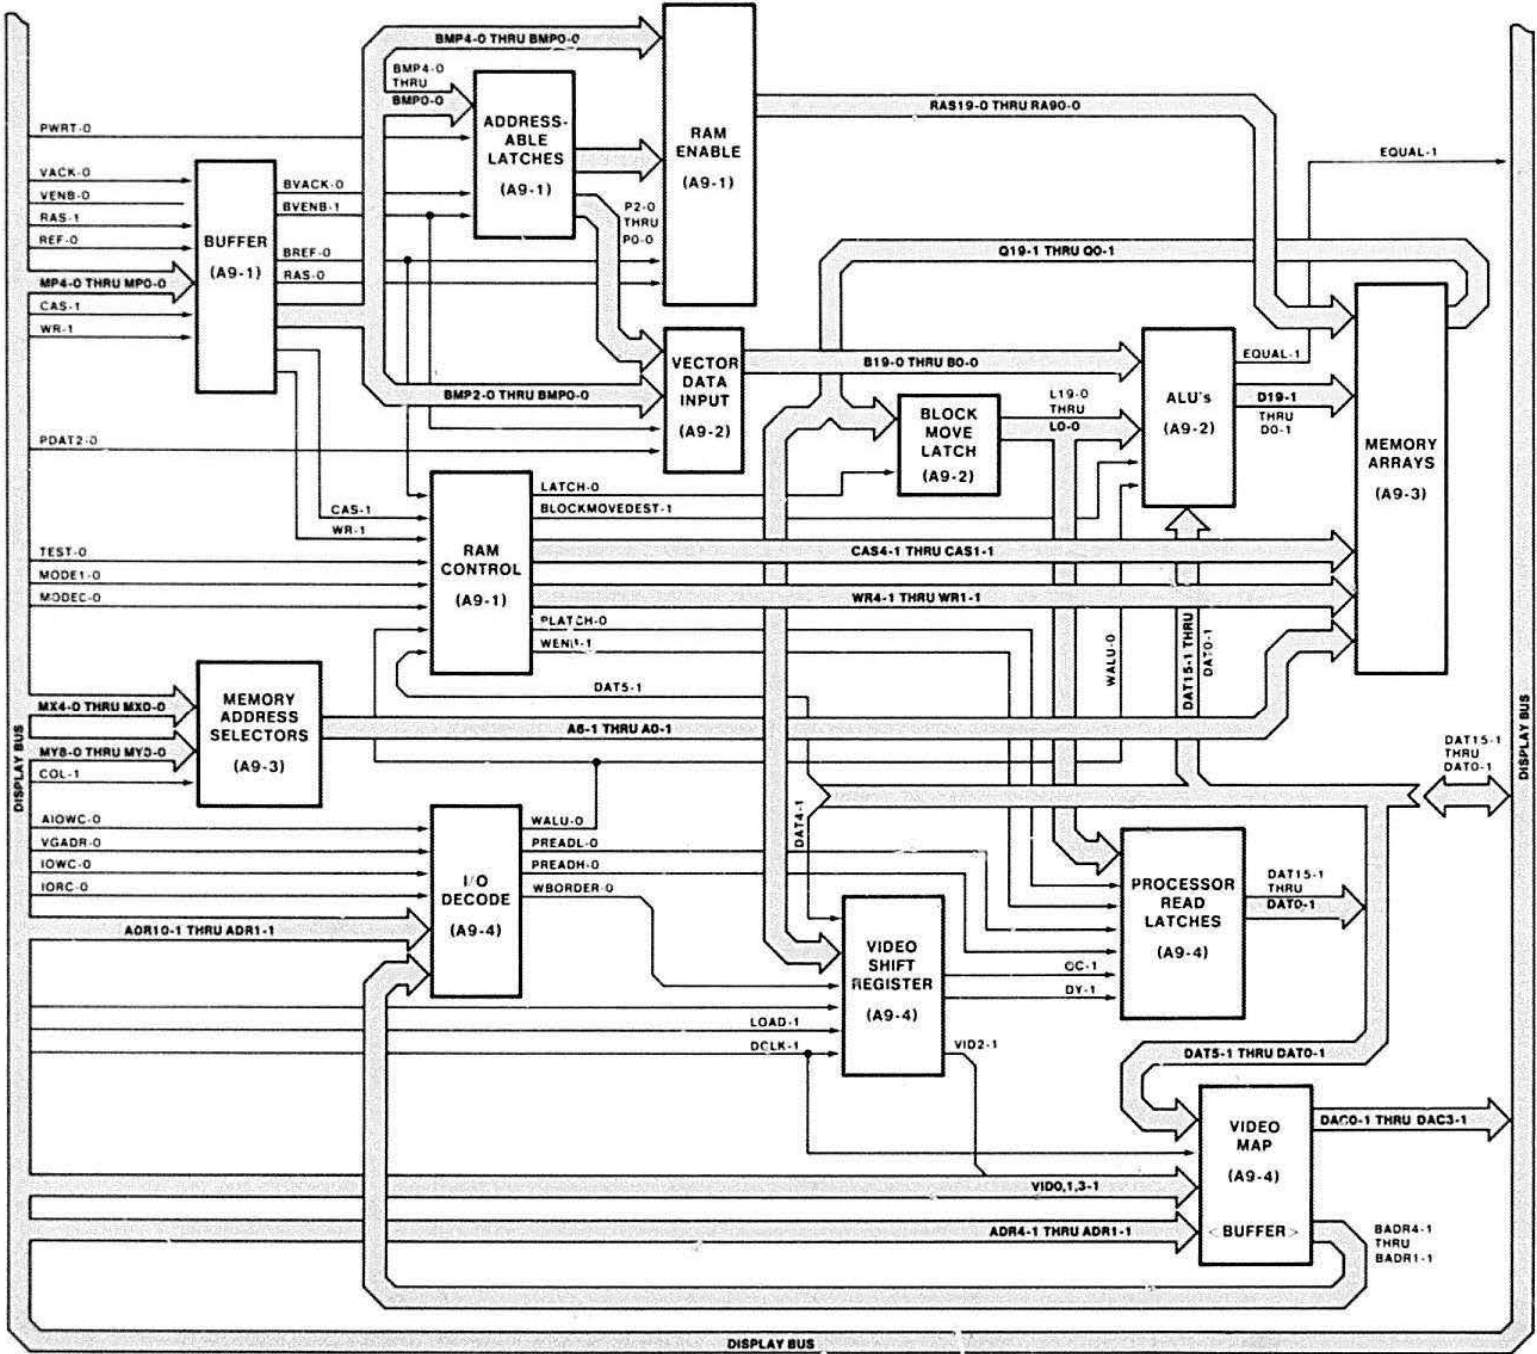 BMP4-0 THRU BMP0-0
BMP4-0
THRU
BMP0-0
ADDRESS-
ABLE
LATCHES
(A9-1)
RAM
ENABLE
(A9-1)
RAS19-0 THRU RA90-0
PWRT-0
EQUAL-1
VACK-0
VENB-0
RAS-1
REF-0
MP4-0 THRU MP0-0
CAS-1
WR-1
BUFFER
(A9-1)
BVACK-0
BVENB-1
BREF-0
RAS-0
P2-0
THRU
P0-0
Q19-1 THRU Q0-1
VECTOR
DATA
INPUT
(A9-2)
B19-0 THRU B0-0
BMP2-0 THRU BMP0-0
PDAT2-0
BLOCK
MOVE
LATCH
(A9-2)
L19-0
THRU
L0-0
ALU's
(A9-2)
EQUAL-1
D19-1
THRU
D0-1
MEMORY
ARRAYS
(A9-3)
CAS-1
WR-1
TEST-0
MODE1-0
MODEC-0
RAM
CONTROL
(A9-1)
LATCH-0
BLOCKMOVEDEST-1
CAS4-1 THRU CAS1-1
WR4-1 THRU WR1-1
PLATCH-0
WENB-1
DAT5-1
WALU-0
DAT15-1 THRU
DAT0-1
MX4-0 THRU MX0-0
MY8-0 THRU MY0-0
COL-1
MEMORY
ADDRESS
SELECTORS
(A9-3)
A6-1 THRU A0-1
DISPLAY BUS
DISPLAY BUS
DAT15-1
THRU
DAT0-1
AIOWC-0
VGADR-0
IOWC-0
IORC-0
ADR10-1 THRU ADR1-1
I/O
DECODE
(A9-4)
WALU-0
PREADL-0
PREADH-0
WBORDER-0
DAT4-1
VIDEO
SHIFT
REGISTER
(A9-4)
PROCESSOR
READ
LATCHES
(A9-4)
DAT15-1
THRU
DAT0-1
QC-1
DY-1
LOAD-1
DCLK-1
VID2-1
DAT5-1 THRU DAT0-1
VIDEO
MAP
(A9-4)
<BUFFER>
DAC0-1 THRU DAC3-1
VID0,1,3-1
ADR4-1 THRU ADR1-1
BADR4-1
THRU
BADR1-1
DISPLAY BUS